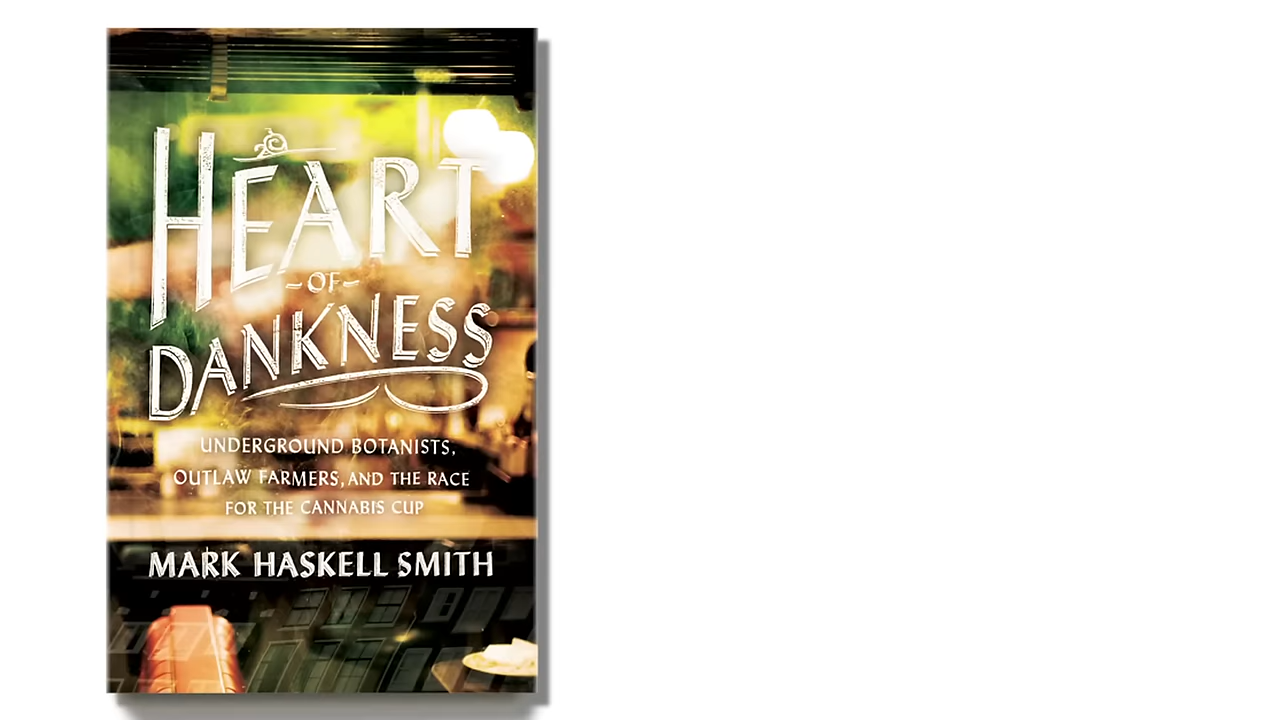 HEART
-OF-
DANKNESS
UNDERGROUND BOTANISTS,
OUTLAW FARMERS, AND THE RACE
FOR THE CANNABIS CUP
MARK HASKELL SMITH